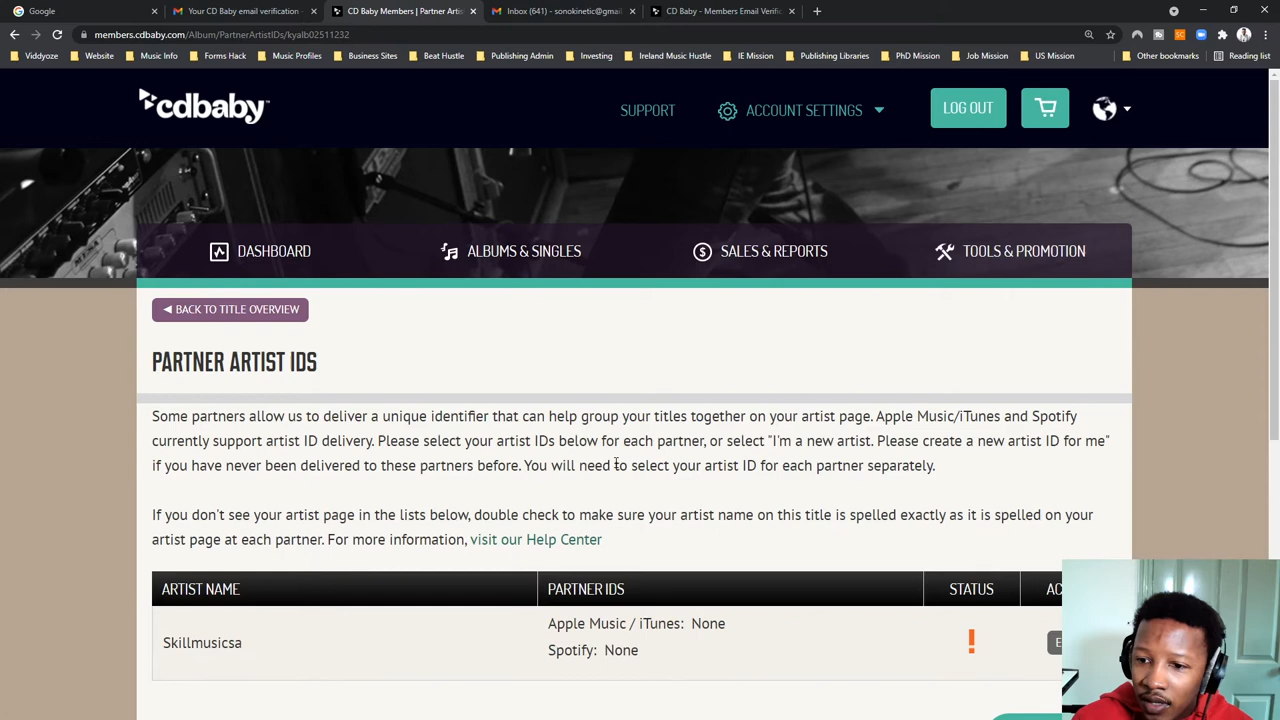 Google
Your CD Baby email verification -
CD Baby Members | Partner Artis
Inbox (641) - sonokinetic@gmail
CD Baby - Members Email Verific
members.cdbaby.com/Album/PartnerArtistIDs/kyalb02511232
Viddyoze
Website
Music Info
Forms Hack
Music Profiles
Business Sites
Beat Hustle
Publishing Admin
Investing
Ireland Music Hustle
IE Mission
Publishing Libraries
PhD Mission
Job Mission
US Mission
Other bookmarks
Reading list
cdbaby
SUPPORT
ACCOUNT SETTINGS
LOG OUT
DASHBOARD
ALBUMS & SINGLES
SALES & REPORTS
TOOLS & PROMOTION
BACK TO TITLE OVERVIEW
PARTNER ARTIST IDS
Some partners allow us to deliver a unique identifier that can help group your titles together on your artist page. Apple Music/iTunes and Spotify
currently support artist ID delivery. Please select your artist IDs below for each partner, or select "I'm a new artist. Please create a new artist ID for me"
if you have never been delivered to these partners before. You will need to select your artist ID for each partner separately.
If you don't see your artist page in the lists below, double check to make sure your artist name on this title is spelled exactly as it is spelled on your
artist page at each partner. For more information, visit our Help Center
ARTIST NAME
PARTNER IDS
STATUS
AC
Skillmusicsa
Apple Music / iTunes: None
Spotify: None
!
E